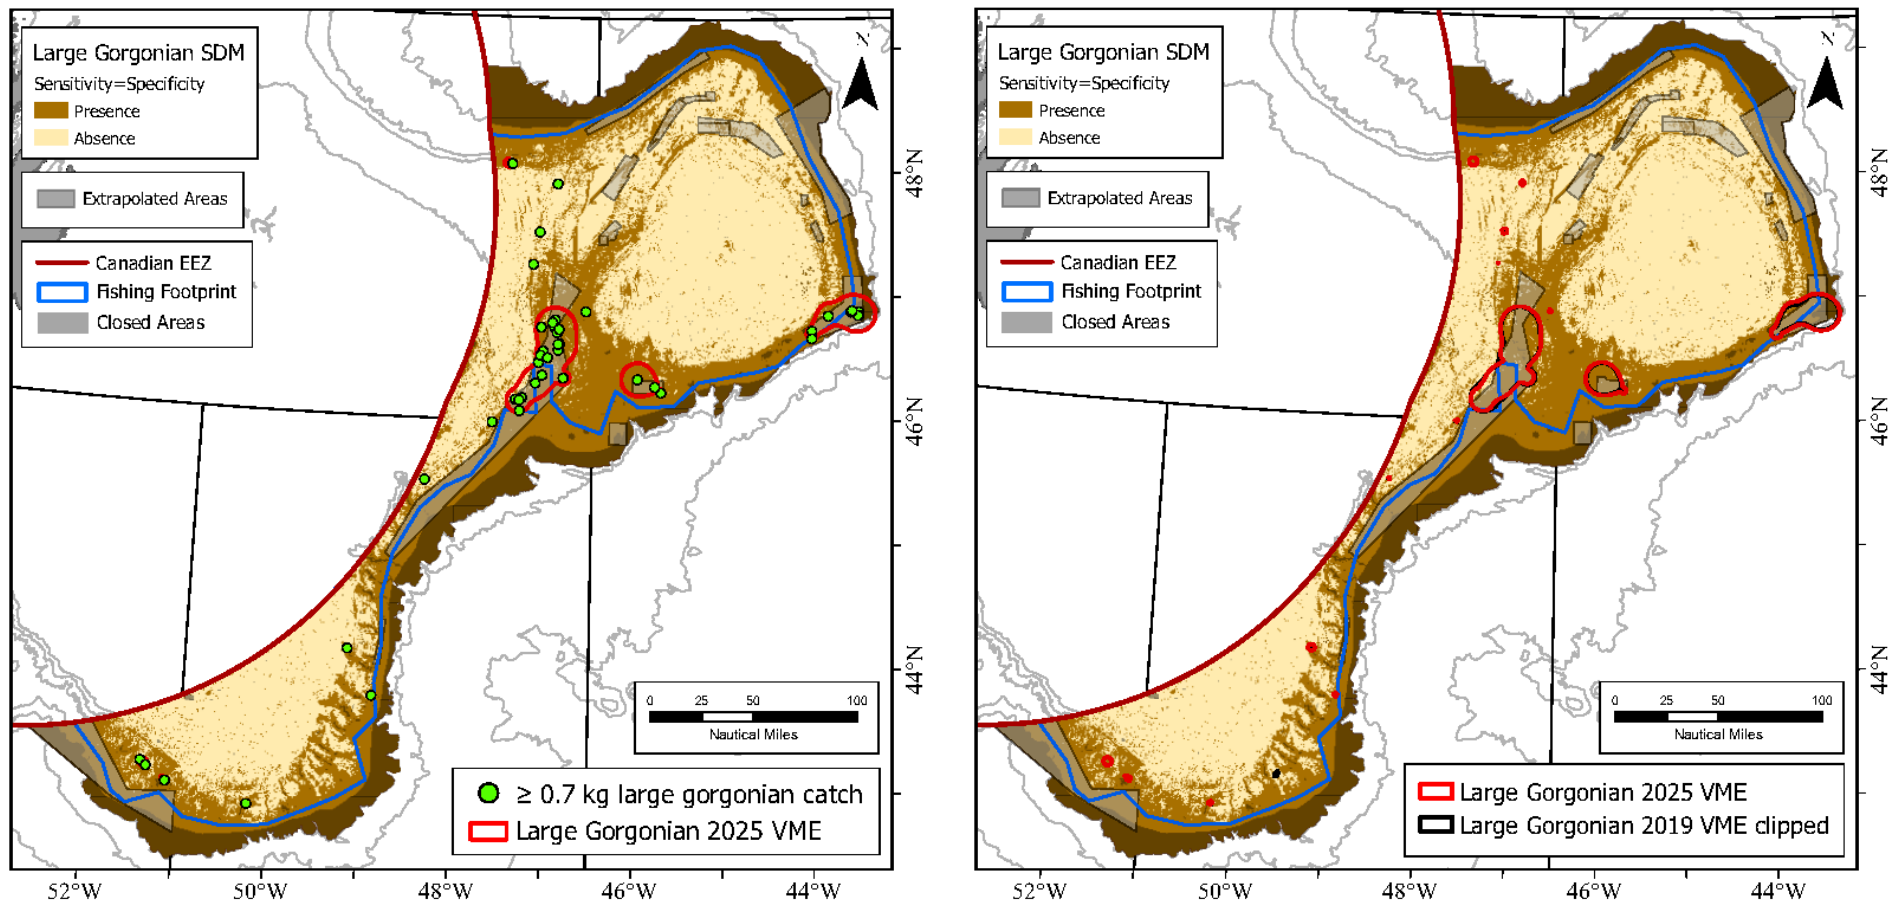 Large Gorgonian SDM
Sensitivity=Specificity
Presence
Absence
Extrapolated Areas
Canadian EEZ
Fishing Footprint
Closed Areas
48°N
46°N
44°N
0 25 50 100
Nautical Miles
≥ 0.7 kg large gorgonian catch
Large Gorgonian 2025 VME
52°W 50°W 48°W 46°W 44°W
Large Gorgonian SDM
Sensitivity=Specificity
Presence
Absence
Extrapolated Areas
Canadian EEZ
Fishing Footprint
Closed Areas
48°N
46°N
44°N
0 25 50 100
Nautical Miles
Large Gorgonian 2025 VME
Large Gorgonian 2019 VME clipped
52°W 50°W 48°W 46°W 44°W